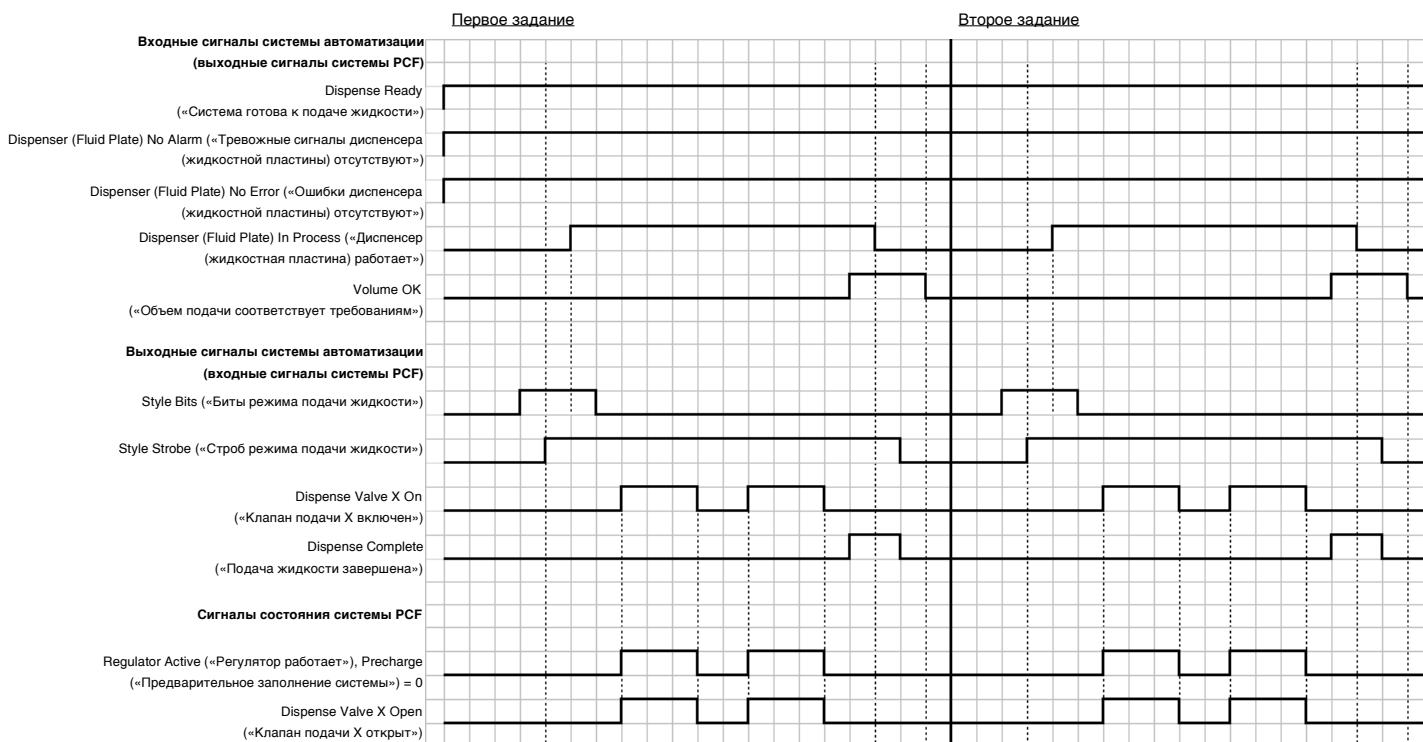 Первое задание
Второе задание
Входные сигналы системы автоматизации
(выходные сигналы системы PCF)
Dispense Ready
(«Система готова к подаче жидкости»)
Dispenser (Fluid Plate) No Alarm («Тревожные сигналы диспенсера
(жидкостной пластины) отсутствуют»)
Dispenser (Fluid Plate) No Error («Ошибки диспенсера
(жидкостной пластины) отсутствуют»)
Dispenser (Fluid Plate) In Process («Диспенсер
(жидкостная пластина) работает»)
Volume OK
(«Объем подачи соответствует требованиям»)
Выходные сигналы системы автоматизации
(входные сигналы системы PCF)
Style Bits («Биты режима подачи жидкости»)
Style Strobe («Строб режима подачи жидкости»)
Dispense Valve X On
(«Клапан подачи X включен»)
Dispense Complete
(«Подача жидкости завершена»)
Сигналы состояния системы PCF
Regulator Active («Регулятор работает»), Precharge
(«Предварительное заполнение системы») = 0
Dispense Valve X Open
(«Клапан подачи X открыт»)